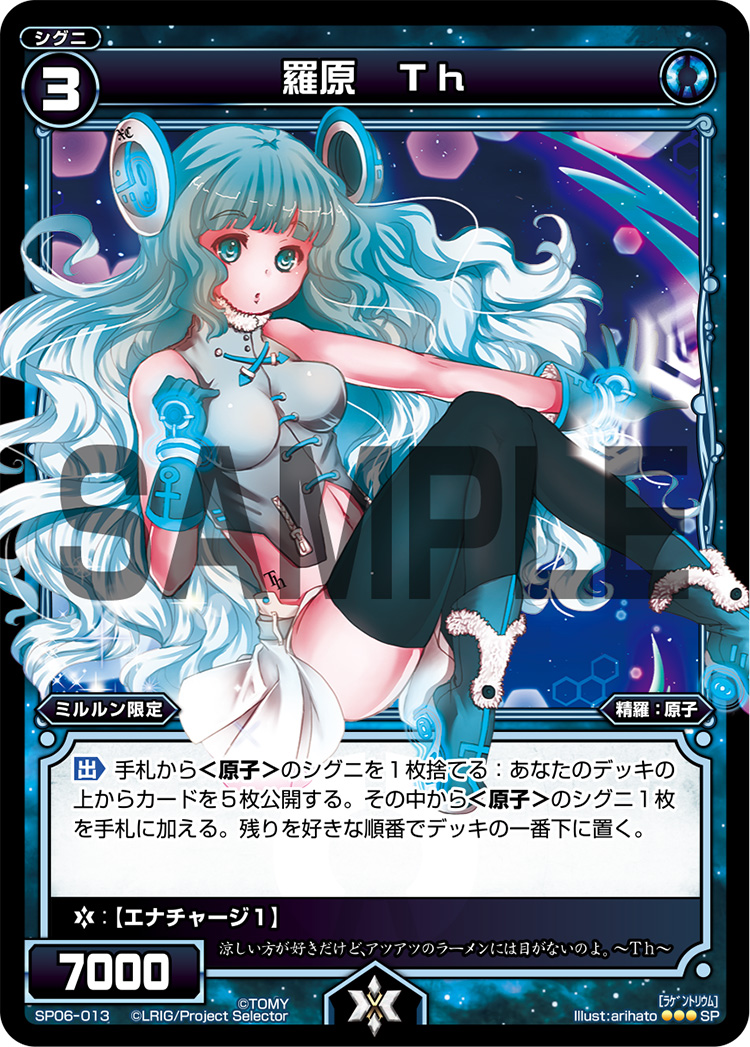 シグニ
3
羅原　Th
Th
SAMPLE
ミルルン限定
精羅：原子
出 手札から＜原子＞のシグニを１枚捨てる：あなたのデッキの
上からカードを５枚公開する。その中から＜原子＞のシグニ１枚
を手札に加える。残りを好きな順番でデッキの一番下に置く。
：【エナチャージ１】
涼しい方が好きだけど、アツアツのラーメンには目がないのよ。～Th～
7000
SP06-013 ©LRIG/Project Selector
©TOMY
[ﾗｹﾞﾝﾄﾘｳﾑ]
Illust:arihato SP